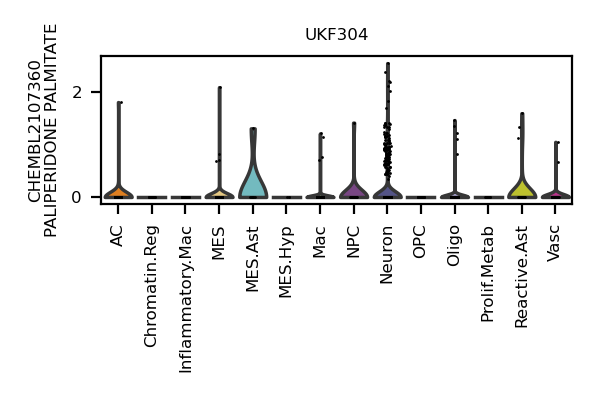 UKF304
CHEMBL2107360
PALIPERIDONE PALMITATE
2
0
AC
Chromatin.Reg
Inflammatory.Mac
MES
MES.Ast
MES.Hyp
Mac
NPC
Neuron
OPC
Oligo
Prolif.Metab
Reactive.Ast
Vasc